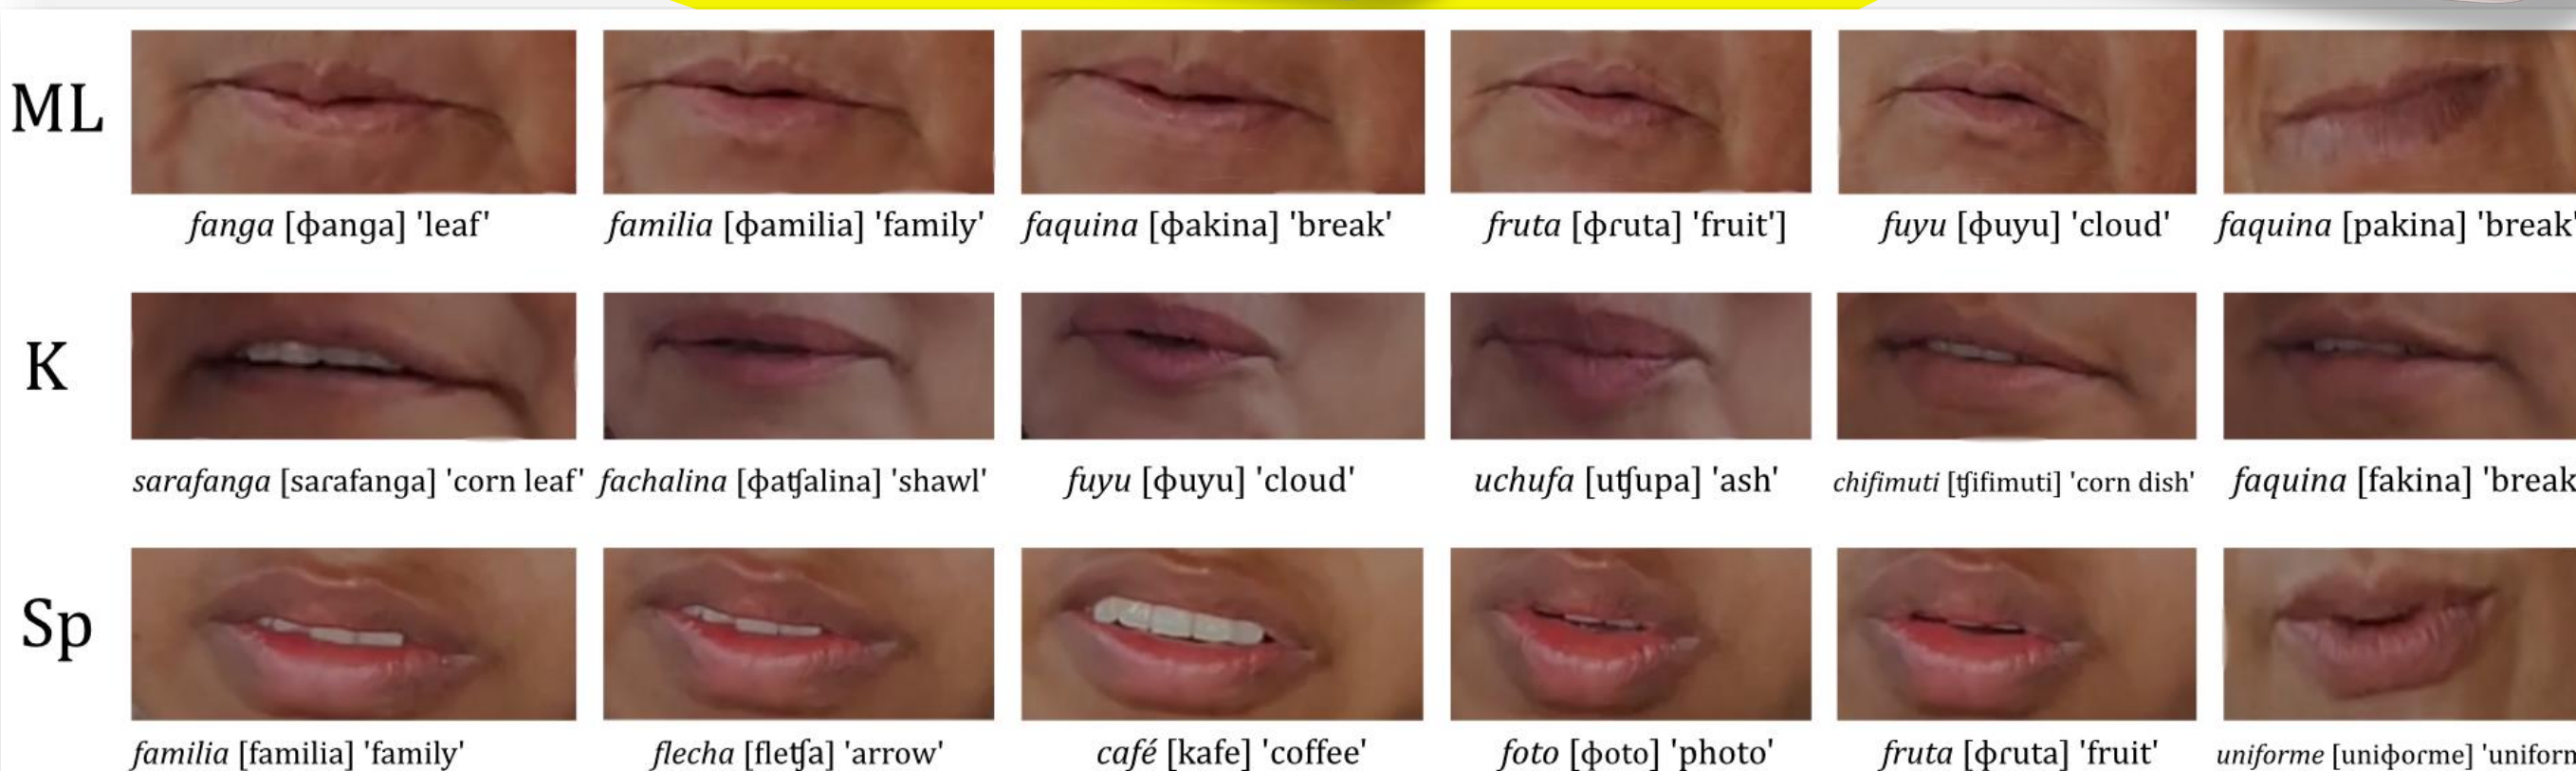 ML
fanga [ɸanga] 'leaf'
familia [ɸamilia] 'family'
faquina [ɸakina] 'break'
fruta [ɸɾuta] 'fruit']
fuyu [ɸuyu] 'cloud'
faquina [pakina] 'break'
K
sarafanga [saɾafanga] 'corn leaf'
fachalina [ɸatʃalina] 'shawl'
fuyu [ɸuyu] 'cloud'
uchufa [utʃupa] 'ash'
chifimuti [tʃifimuti] 'corn dish'
faquina [fakina] 'break
Sp
familia [familia] 'family'
flecha [fletʃa] 'arrow'
café [kafe] 'coffee'
foto [ɸoto] 'photo'
fruta [ɸɾuta] 'fruit'
uniforme [uniɸoɾme] 'uniform